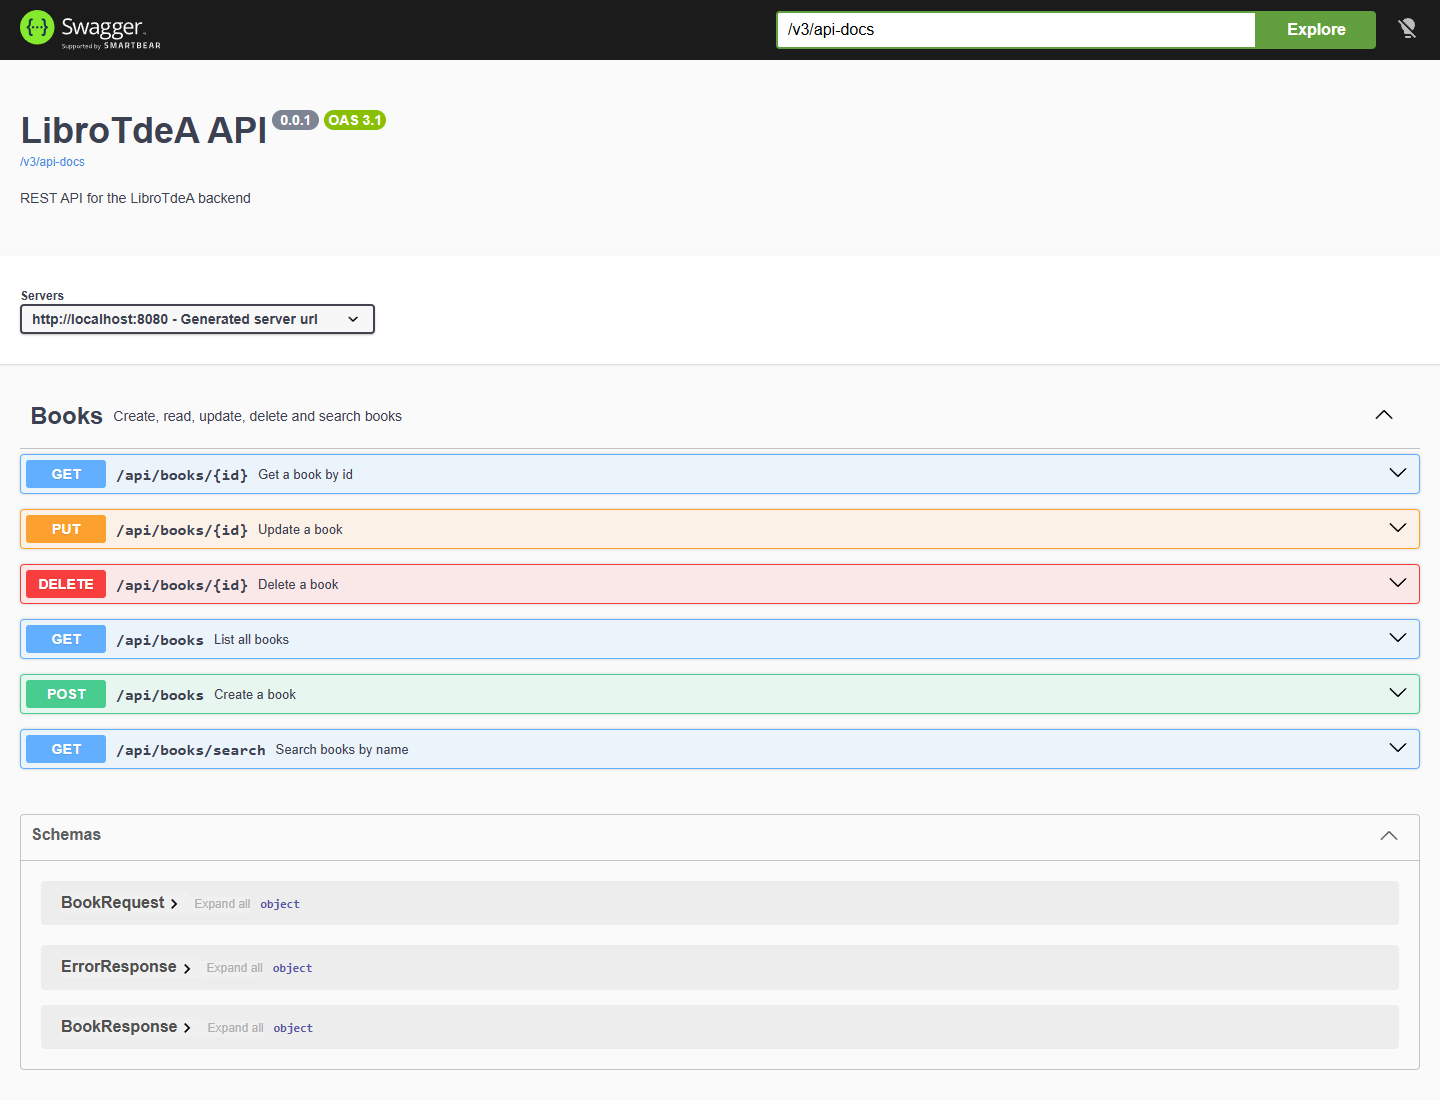 Swagger.
Supported by SMARTBEAR
/v3/api-docs
Explore
LibroTdeA API 0.0.1 OAS 3.1
/v3/api-docs
REST API for the LibroTdeA backend
Servers
http://localhost:8080 - Generated server url
Books Create, read, update, delete and search books
GET /api/books/{id} Get a book by id
PUT /api/books/{id} Update a book
DELETE /api/books/{id} Delete a book
GET /api/books List all books
POST /api/books Create a book
GET /api/books/search Search books by name
Schemas
BookRequest Expand all object
ErrorResponse Expand all object
BookResponse Expand all object